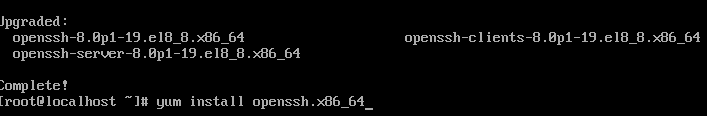 Upgraded:
openssh-8.0p1-19.el8_8.x86_64 openssh-clients-8.0p1-19.el8_8.x86_64
openssh-server-8.0p1-19.el8_8.x86_64
Complete!
[root@localhost ~]# yum install openssh.x86_64_